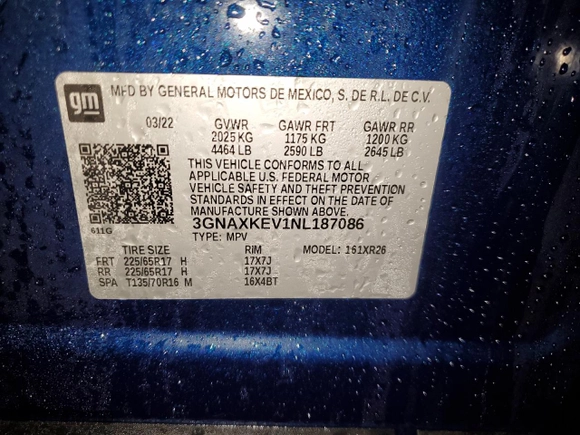 gm
MFD BY GENERAL MOTORS DE MEXICO, S. DE R.L. DE C.V.
03/22 GVWR GAWR FRT GAWR RR
2025 KG 1175 KG 1200 KG
4464 LB 2590 LB 2645 LB
THIS VEHICLE CONFORMS TO ALL
APPLICABLE U.S. FEDERAL MOTOR
VEHICLE SAFETY AND THEFT PREVENTION
STANDARDS IN EFFECT ON THE DATE OF
MANUFACTURE SHOWN ABOVE.
611G 3GNAXKEV1NL187086
TYPE: MPV MODEL: 161XR26
TIRE SIZE RIM
FRT 225/65R17 H 17X7J
RR 225/65R17 H 17X7J
SPA T135/70R16 M 16X4BT